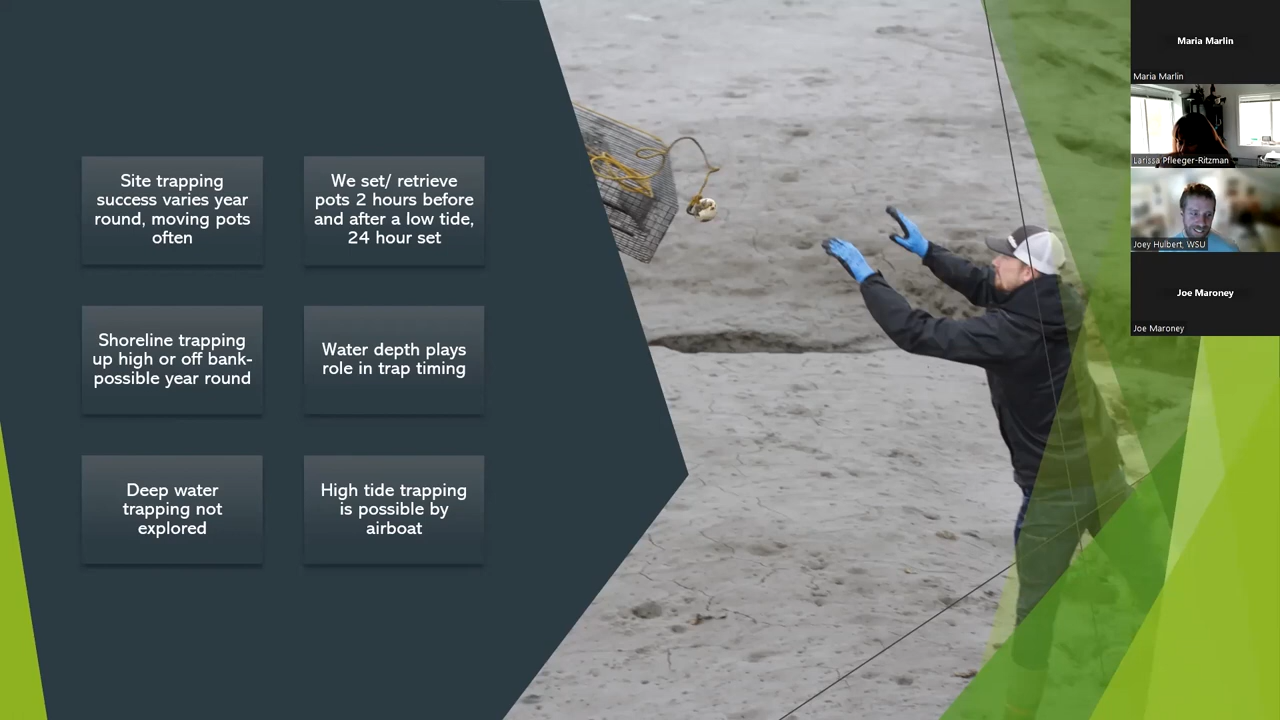 Site trapping
success varies year
round, moving pots
often
We set/ retrieve
pots 2 hours before
and after a low tide,
24 hour set
Shoreline trapping
up high or off bank-
possible year round
Water depth plays
role in trap timing
Deep water
trapping not
explored
High tide trapping
is possible by
airboat
Maria Marlin
Maria Marlin
Larissa Pfleeger-Ritzman
Joey Hulbert, WSU
Joe Maroney
Joe Maroney